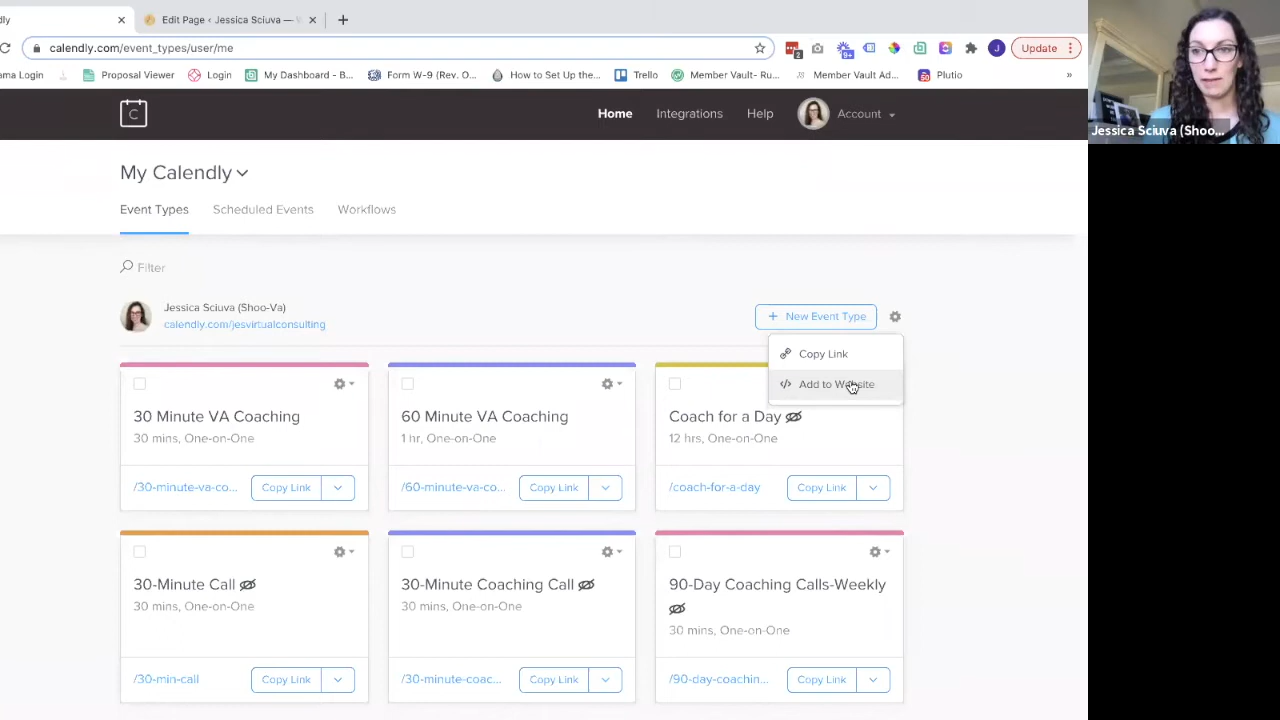 dly
Edit Page ‹ Jessica Sciuva —
calendly.com/event_types/user/me
2
9+
J
Update
ama Login
Proposal Viewer
Login
My Dashboard - B...
Form W-9 (Rev. O...
How to Set Up the...
Trello
Member Vault- Ru...
Member Vault Ad...
50
Plutio
»
Jessica Sciuva (Shoo...
C
Home
Integrations
Help
Account
My Calendly
Event Types
Scheduled Events
Workflows
Filter
Jessica Sciuva (Shoo-Va)
calendly.com/jesvirtualconsulting
+ New Event Type
Copy Link
</> Add to Website
30 Minute VA Coaching
30 mins, One-on-One
/30-minute-va-co...
Copy Link
60 Minute VA Coaching
1 hr, One-on-One
/60-minute-va-co...
Copy Link
Coach for a Day
12 hrs, One-on-One
/coach-for-a-day
Copy Link
30-Minute Call
30 mins, One-on-One
/30-min-call
Copy Link
30-Minute Coaching Call
30 mins, One-on-One
/30-minute-coac...
Copy Link
90-Day Coaching Calls-Weekly
30 mins, One-on-One
/90-day-coachin...
Copy Link